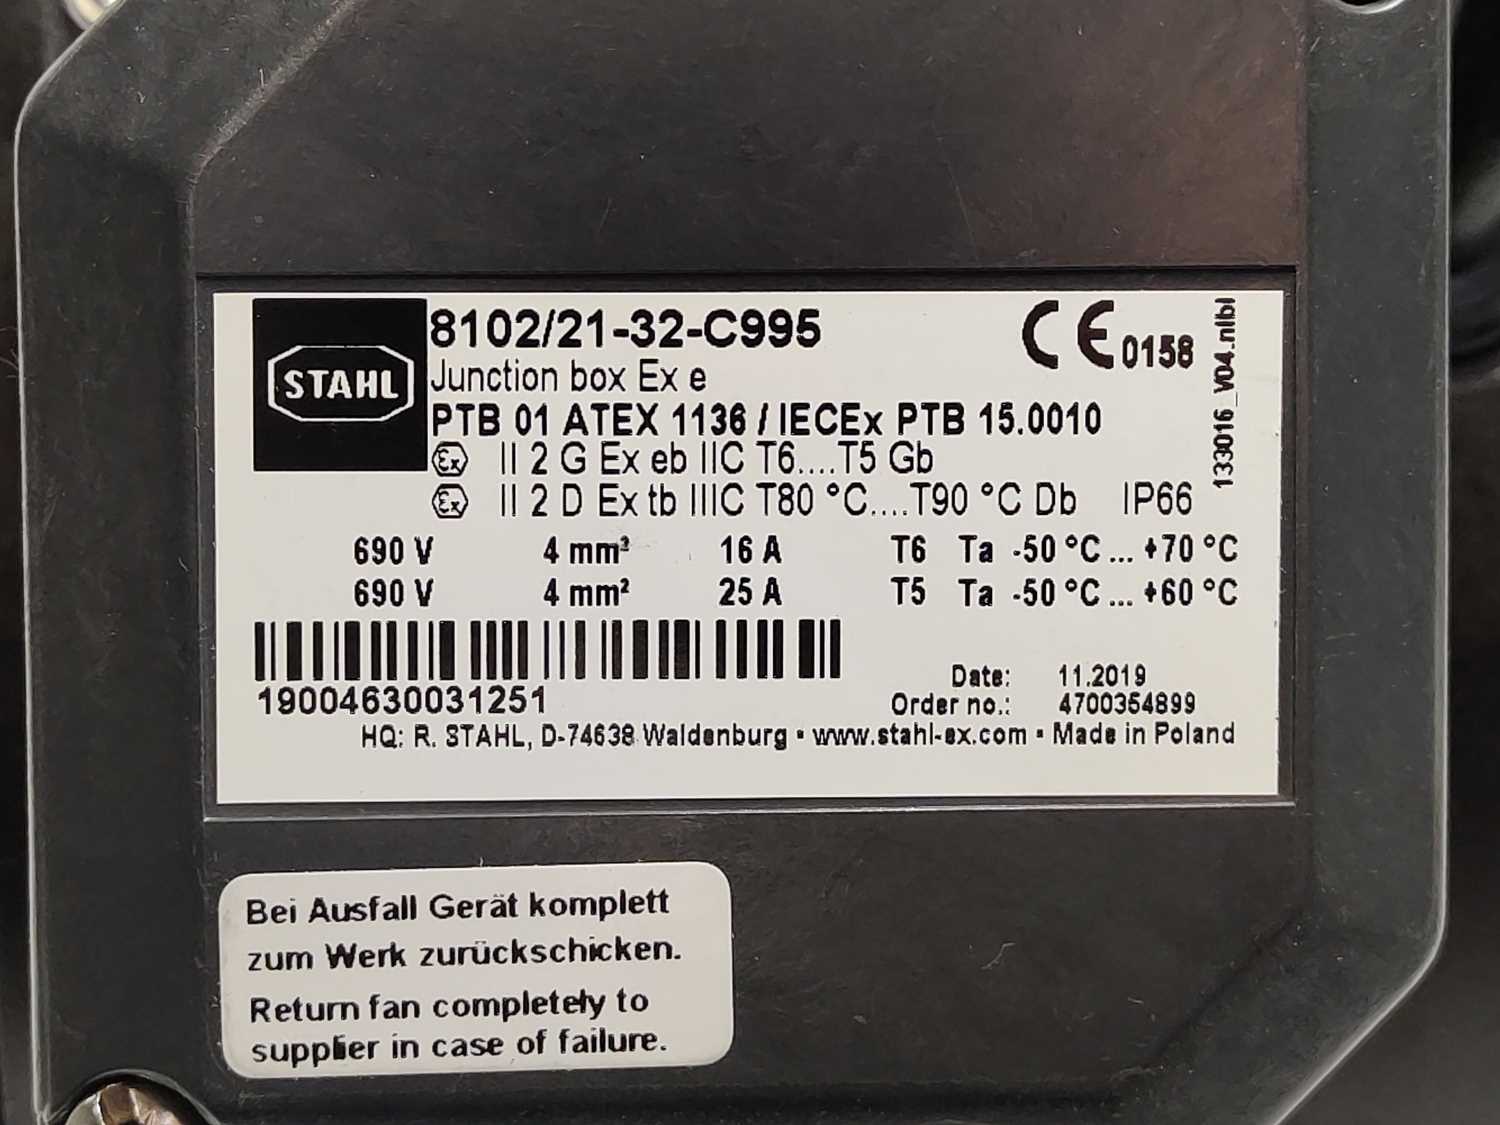 STAHL
8102/21-32-C995
CE 0158
Junction box Ex e
PTB 01 ATEX 1136 / IECEx PTB 15.0010
Ex II 2 G Ex eb IIC T6....T5 Gb
Ex II 2 D Ex tb IIIC T80 °C....T90 °C Db IP66
133016_V04.nlbl
690 V 4 mm² 16 A T6 Ta -50 °C ... +70 °C
690 V 4 mm² 25 A T5 Ta -50 °C ... +60 °C
19004630031251
Date: 11.2019
Order no.: 4700354899
HQ: R. STAHL, D-74638 Waldenburg ▪ www.stahl-ex.com ▪ Made in Poland
Bei Ausfall Gerät komplett
zum Werk zurückschicken.
Return fan completely to
supplier in case of failure.